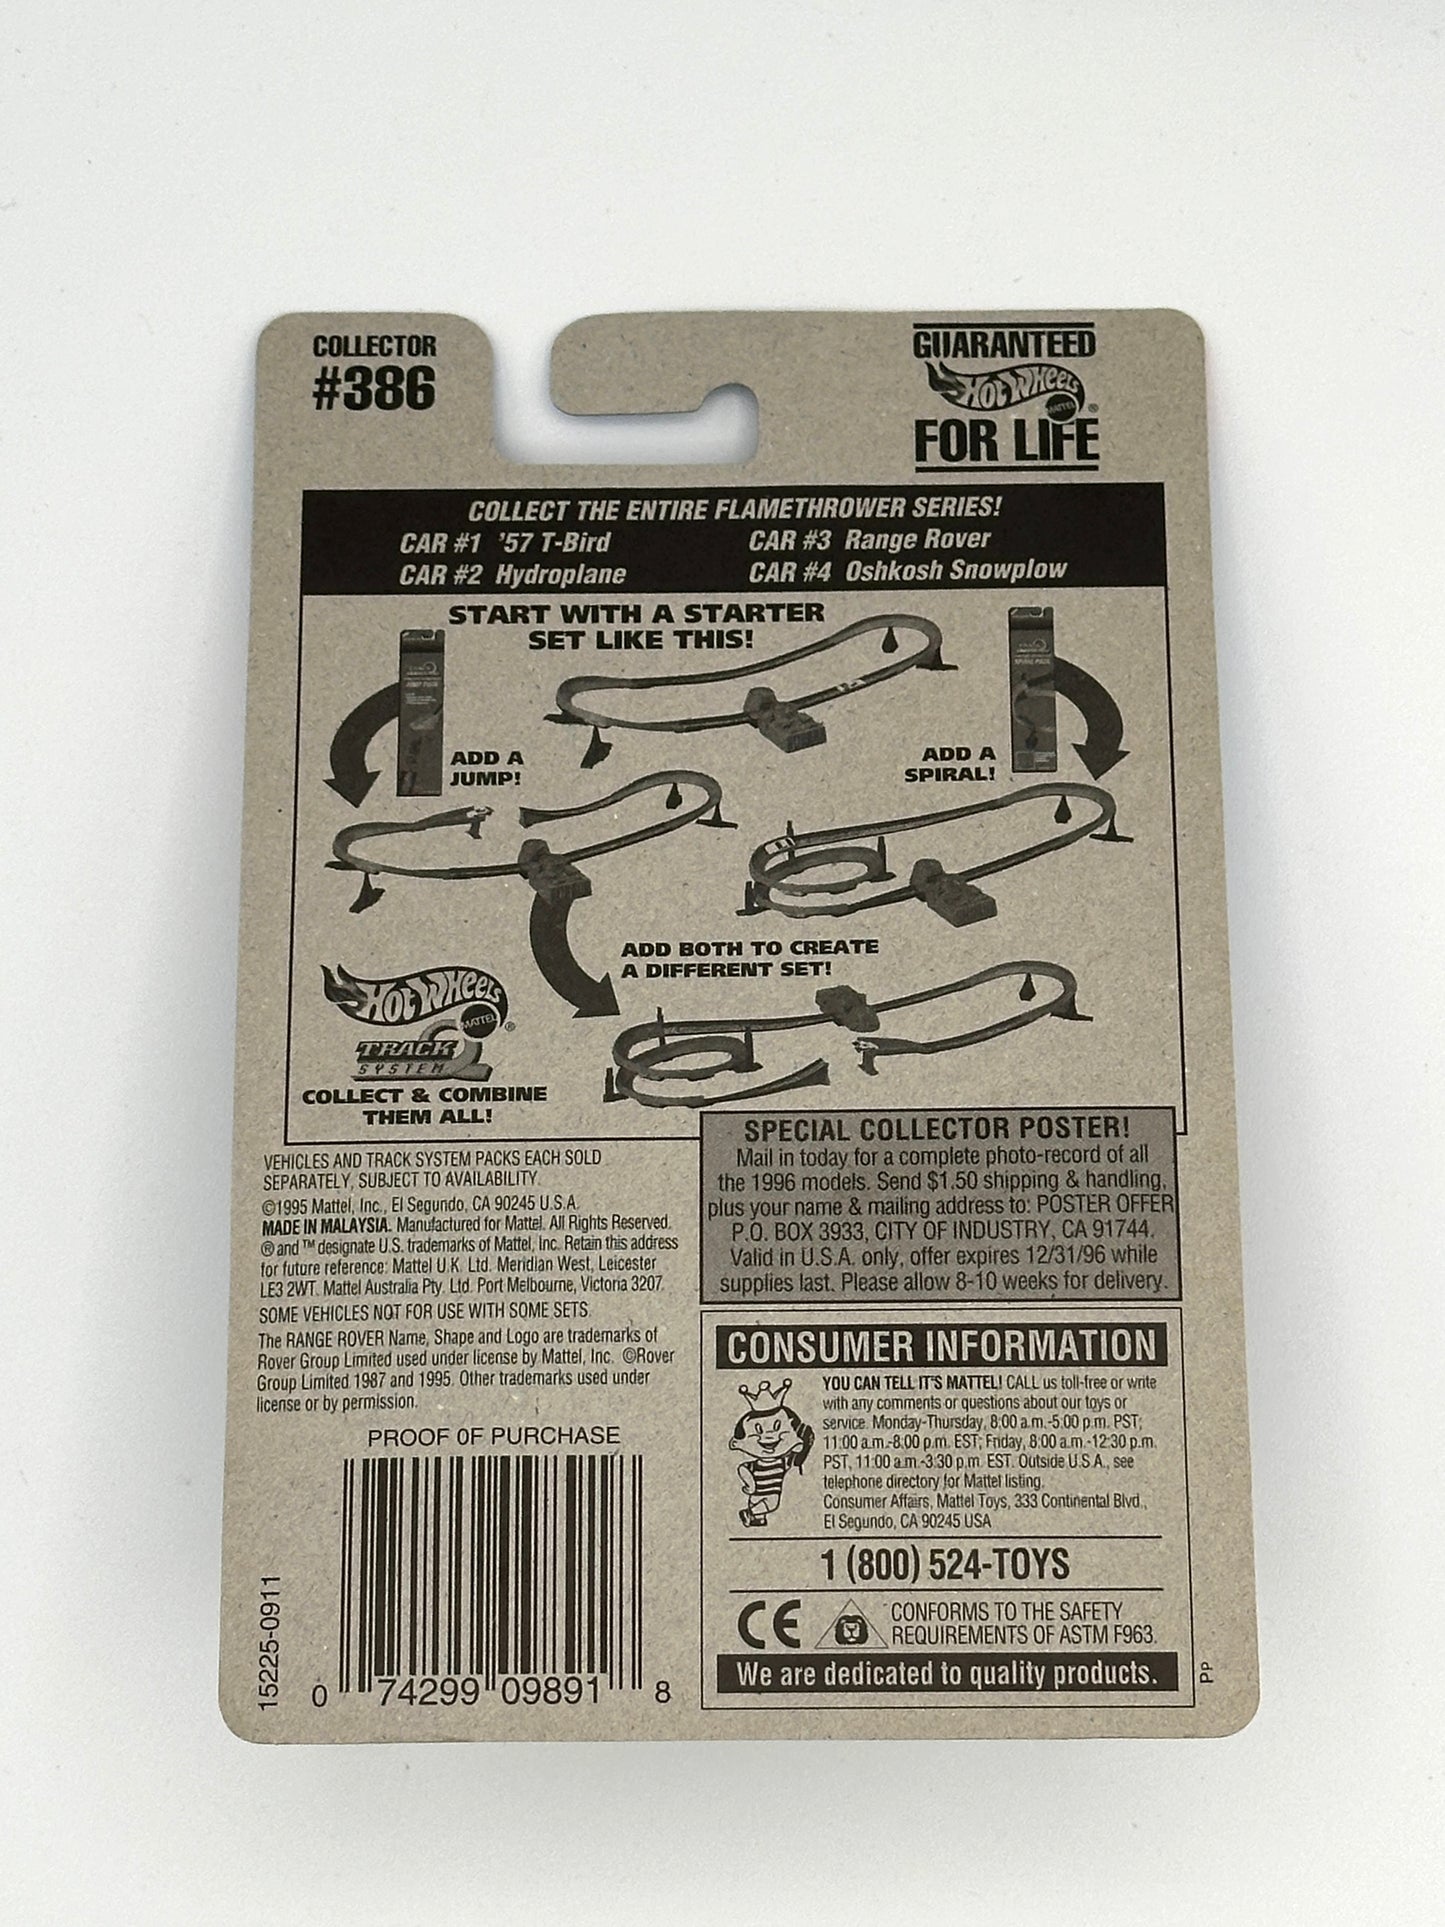 COLLECTOR
#386
GUARANTEED
HOT WHEELS
MATTEL ®
FOR LIFE
COLLECT THE ENTIRE FLAMETHROWER SERIES!
CAR #1 '57 T-Bird
CAR #2 Hydroplane
CAR #3 Range Rover
CAR #4 Oshkosh Snowplow
START WITH A STARTER
SET LIKE THIS!
ADD A
JUMP!
ADD A
SPIRAL!
ADD BOTH TO CREATE
A DIFFERENT SET!
HOT WHEELS
MATTEL ®
TRACK
SYSTEM
COLLECT & COMBINE
THEM ALL!
VEHICLES AND TRACK SYSTEM PACKS EACH SOLD
SEPARATELY, SUBJECT TO AVAILABILITY.
©1995 Mattel, Inc., El Segundo, CA 90245 U.S.A.
MADE IN MALAYSIA. Manufactured for Mattel. All Rights Reserved.
® and ™ designate U.S. trademarks of Mattel, Inc. Retain this address
for future reference: Mattel U.K. Ltd. Meridian West, Leicester
LE3 2WT. Mattel Australia Pty. Ltd. Port Melbourne, Victoria 3207.
SOME VEHICLES NOT FOR USE WITH SOME SETS.
The RANGE ROVER Name, Shape and Logo are trademarks of
Rover Group Limited used under license by Mattel, Inc. ©Rover
Group Limited 1987 and 1995. Other trademarks used under
license or by permission.
PROOF OF PURCHASE
0 74299 09891 8
15225-0911
SPECIAL COLLECTOR POSTER!
Mail in today for a complete photo-record of all
the 1996 models. Send $1.50 shipping & handling,
plus your name & mailing address to: POSTER OFFER
P.O. BOX 3933, CITY OF INDUSTRY, CA 91744.
Valid in U.S.A. only, offer expires 12/31/96 while
supplies last. Please allow 8-10 weeks for delivery.
CONSUMER INFORMATION
YOU CAN TELL IT'S MATTEL! CALL us toll-free or write
with any comments or questions about our toys or
service. Monday-Thursday, 8:00 a.m.-5:00 p.m. PST;
11:00 a.m.-8:00 p.m. EST; Friday, 8:00 a.m.-12:30 p.m.
PST, 11:00 a.m.-3:30 p.m. EST. Outside U.S.A., see
telephone directory for Mattel listing.
Consumer Affairs, Mattel Toys, 333 Continental Blvd.,
El Segundo, CA 90245 USA
1 (800) 524-TOYS
CE
CONFORMS TO THE SAFETY
REQUIREMENTS OF ASTM F963.
We are dedicated to quality products.
PP